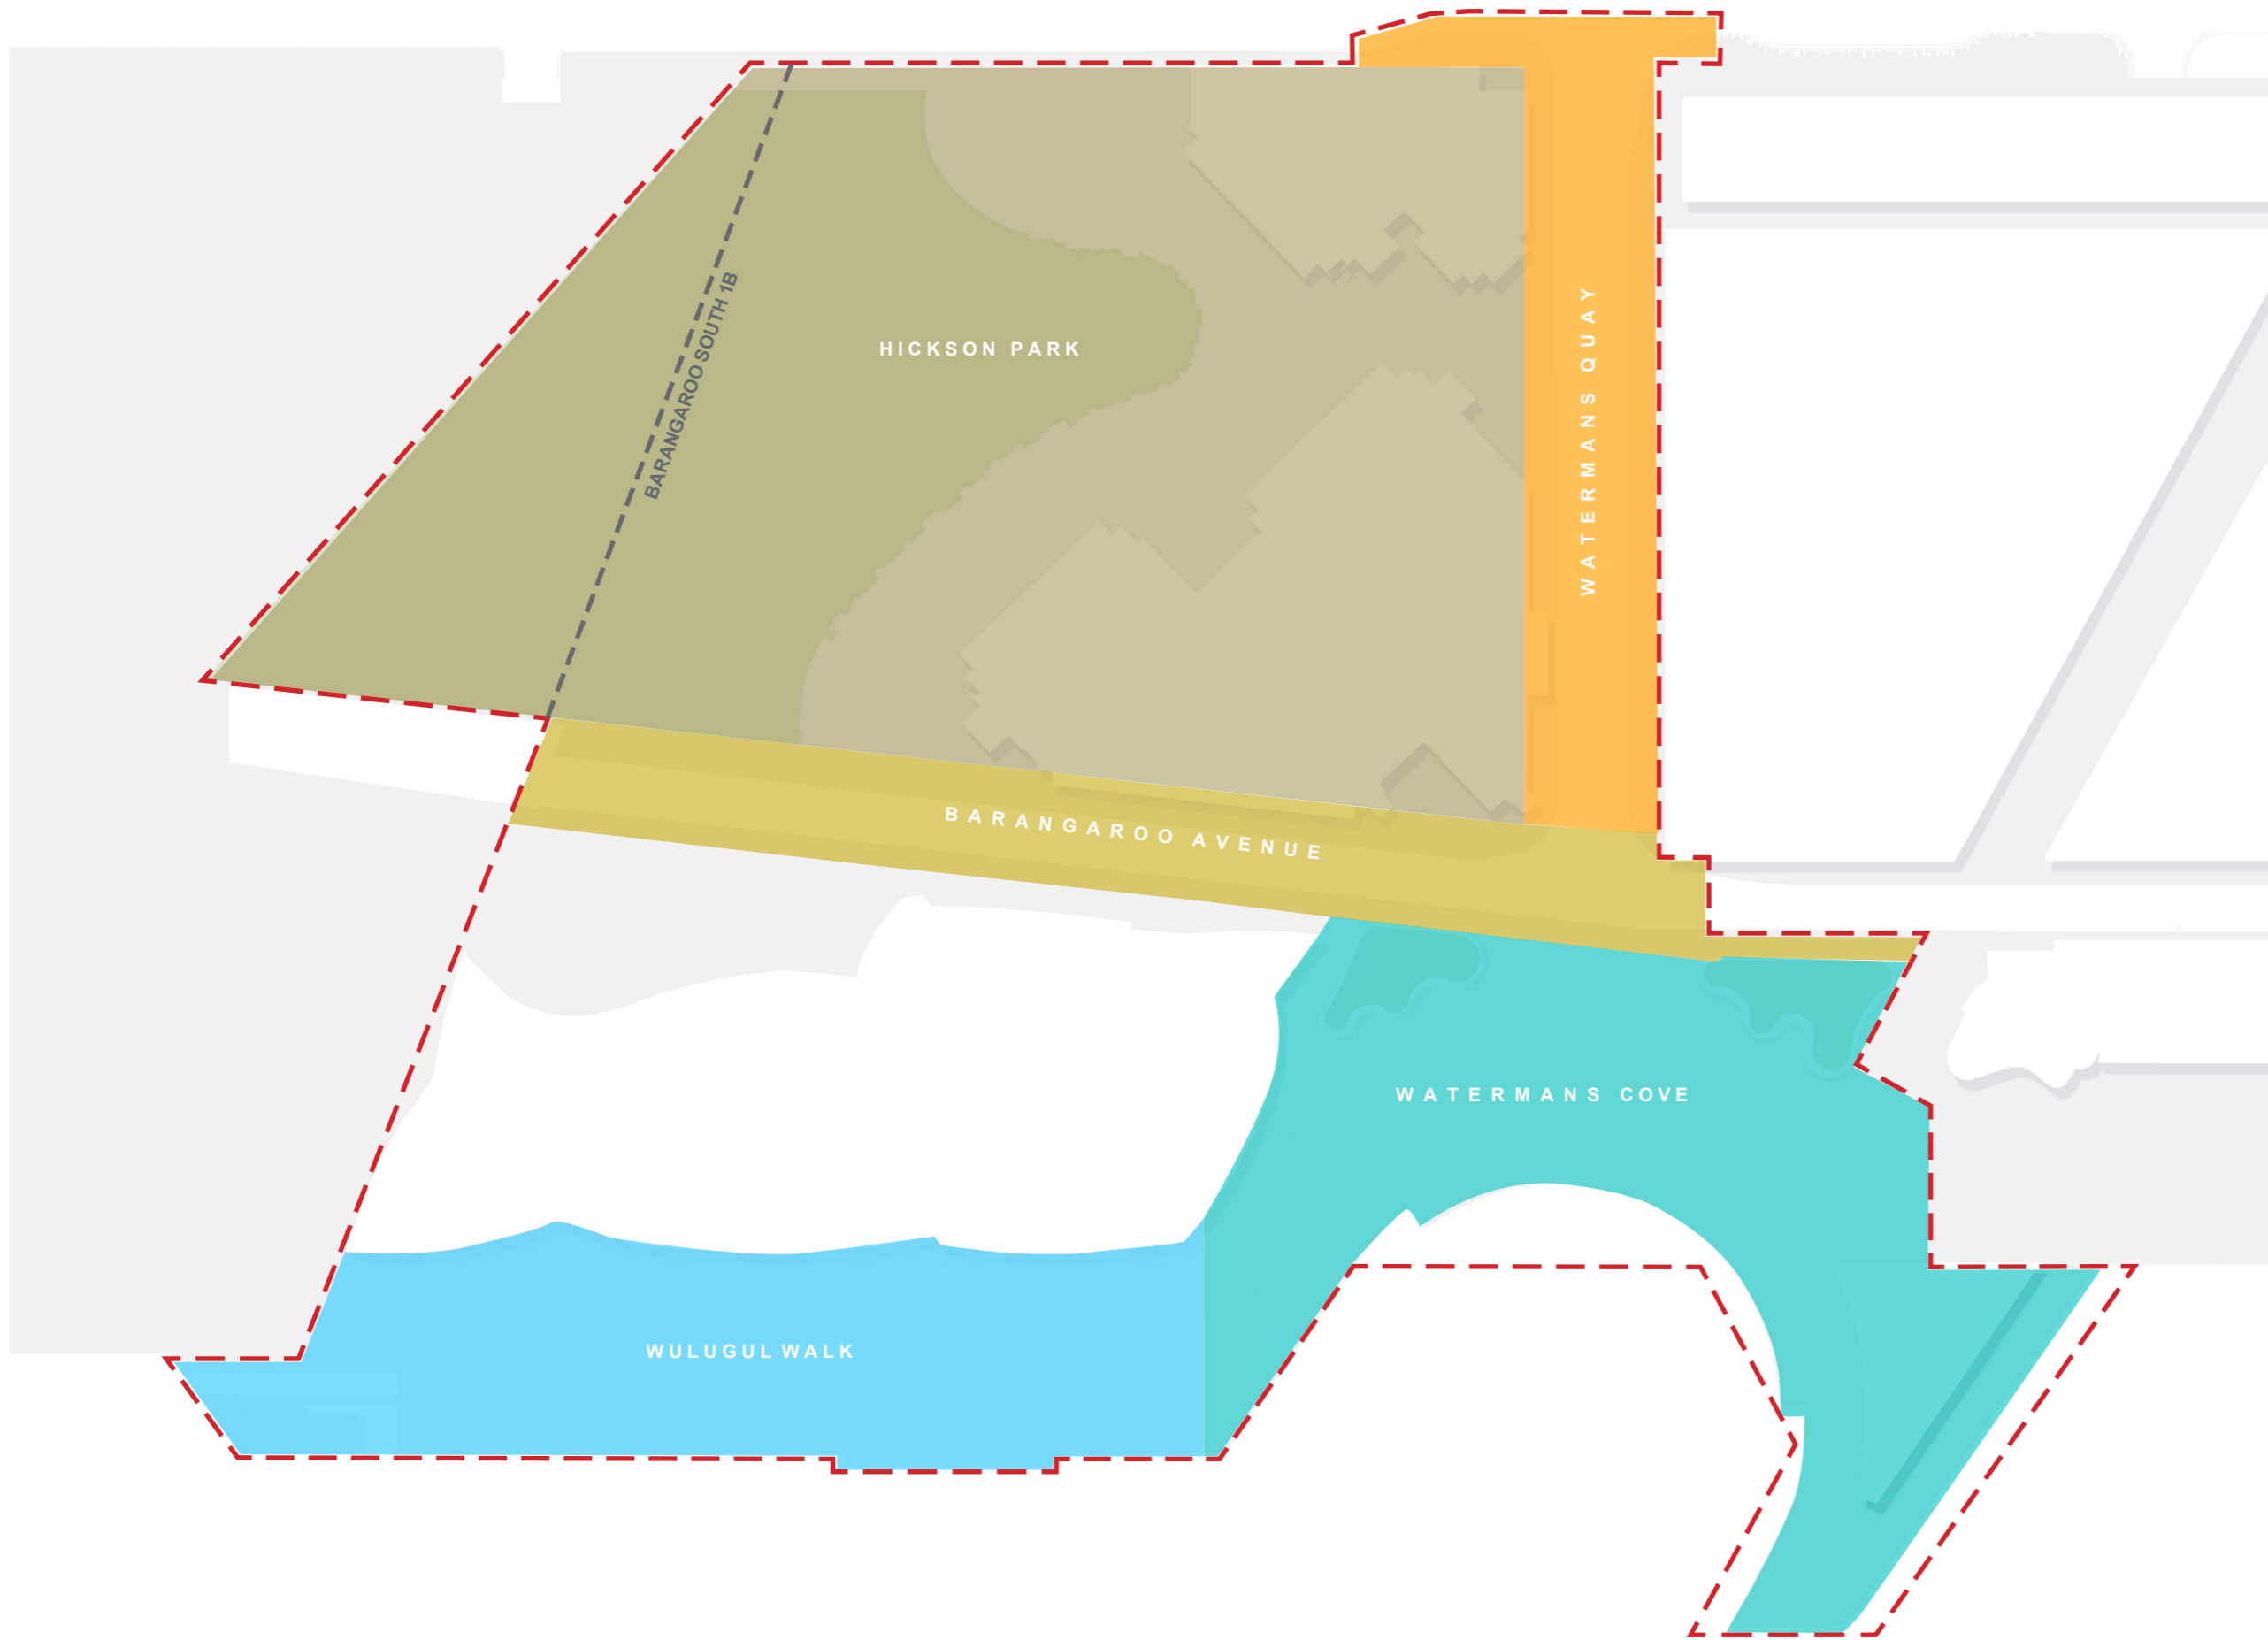 BARANGAROO SOUTH 1B
HICKSON PARK
WATERMANS QUAY
BARANGAROO AVENUE
WATERMANS COVE
WULUGUL WALK